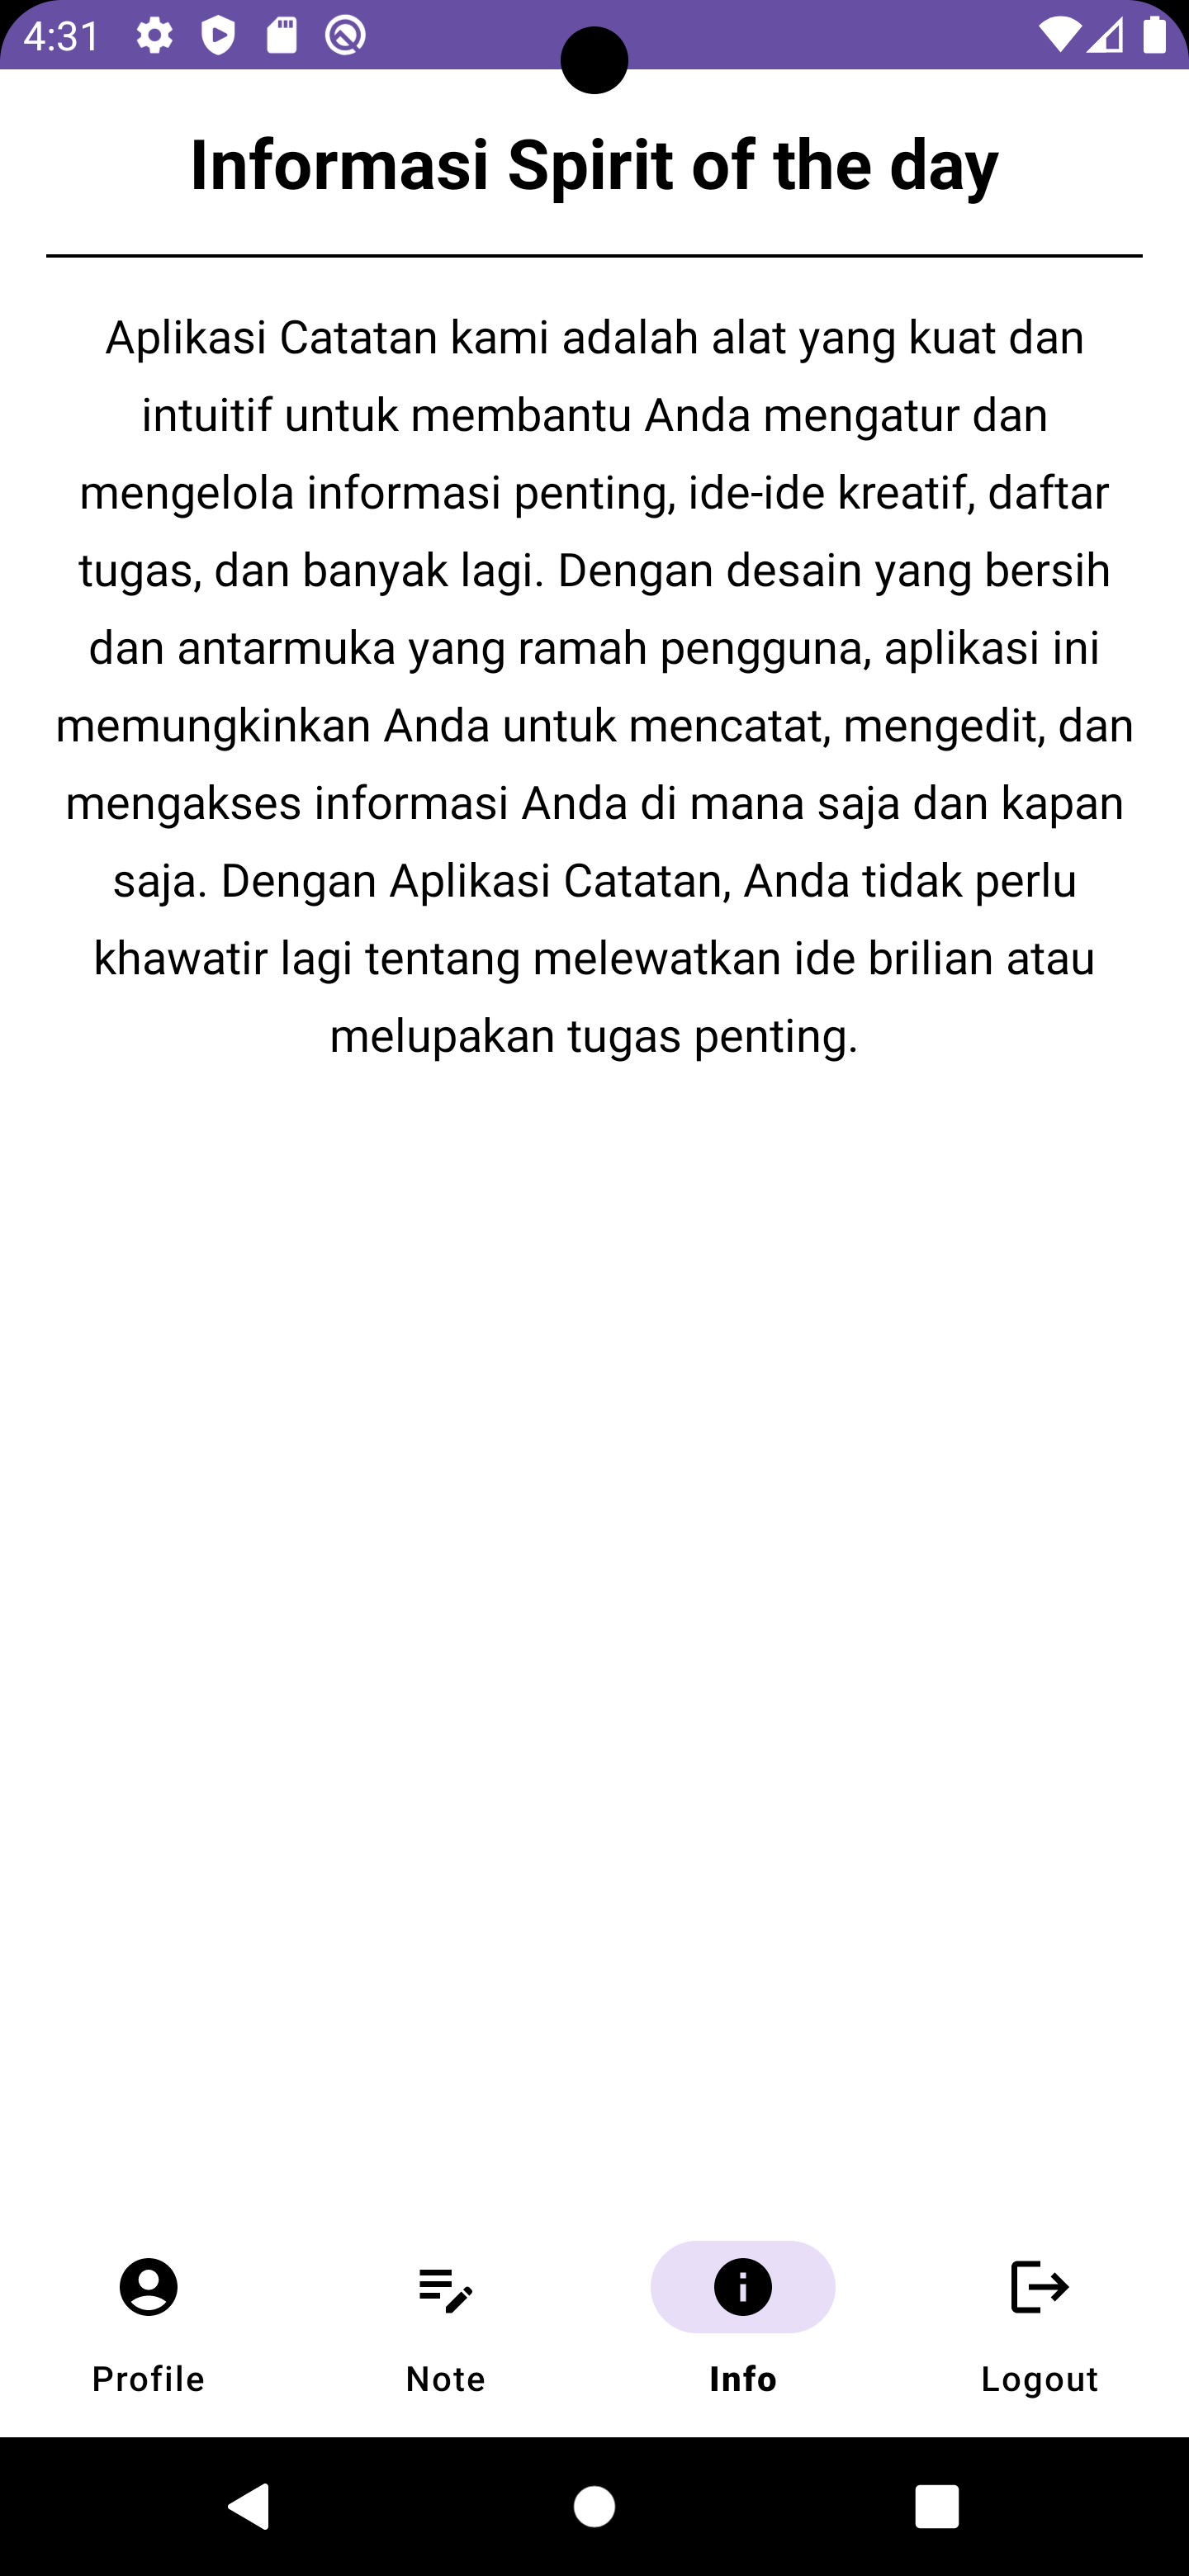 4:31
Informasi Spirit of the day
Aplikasi Catatan kami adalah alat yang kuat dan
intuitif untuk membantu Anda mengatur dan
mengelola informasi penting, ide-ide kreatif, daftar
tugas, dan banyak lagi. Dengan desain yang bersih
dan antarmuka yang ramah pengguna, aplikasi ini
memungkinkan Anda untuk mencatat, mengedit, dan
mengakses informasi Anda di mana saja dan kapan
saja. Dengan Aplikasi Catatan, Anda tidak perlu
khawatir lagi tentang melewatkan ide brilian atau
melupakan tugas penting.
Profile
Note
Info
Logout